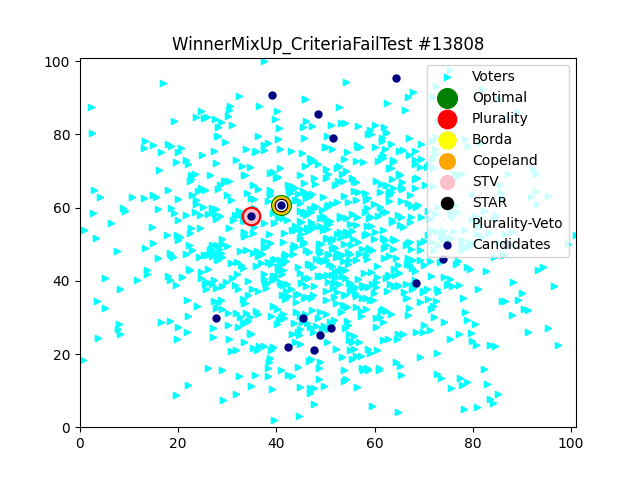 WinnerMixUp_CriteriaFailTest #13808
100
80
60
40
20
0
0
20
40
60
80
100
Voters
Optimal
Plurality
Borda
Copeland
STV
STAR
Plurality-Veto
Candidates